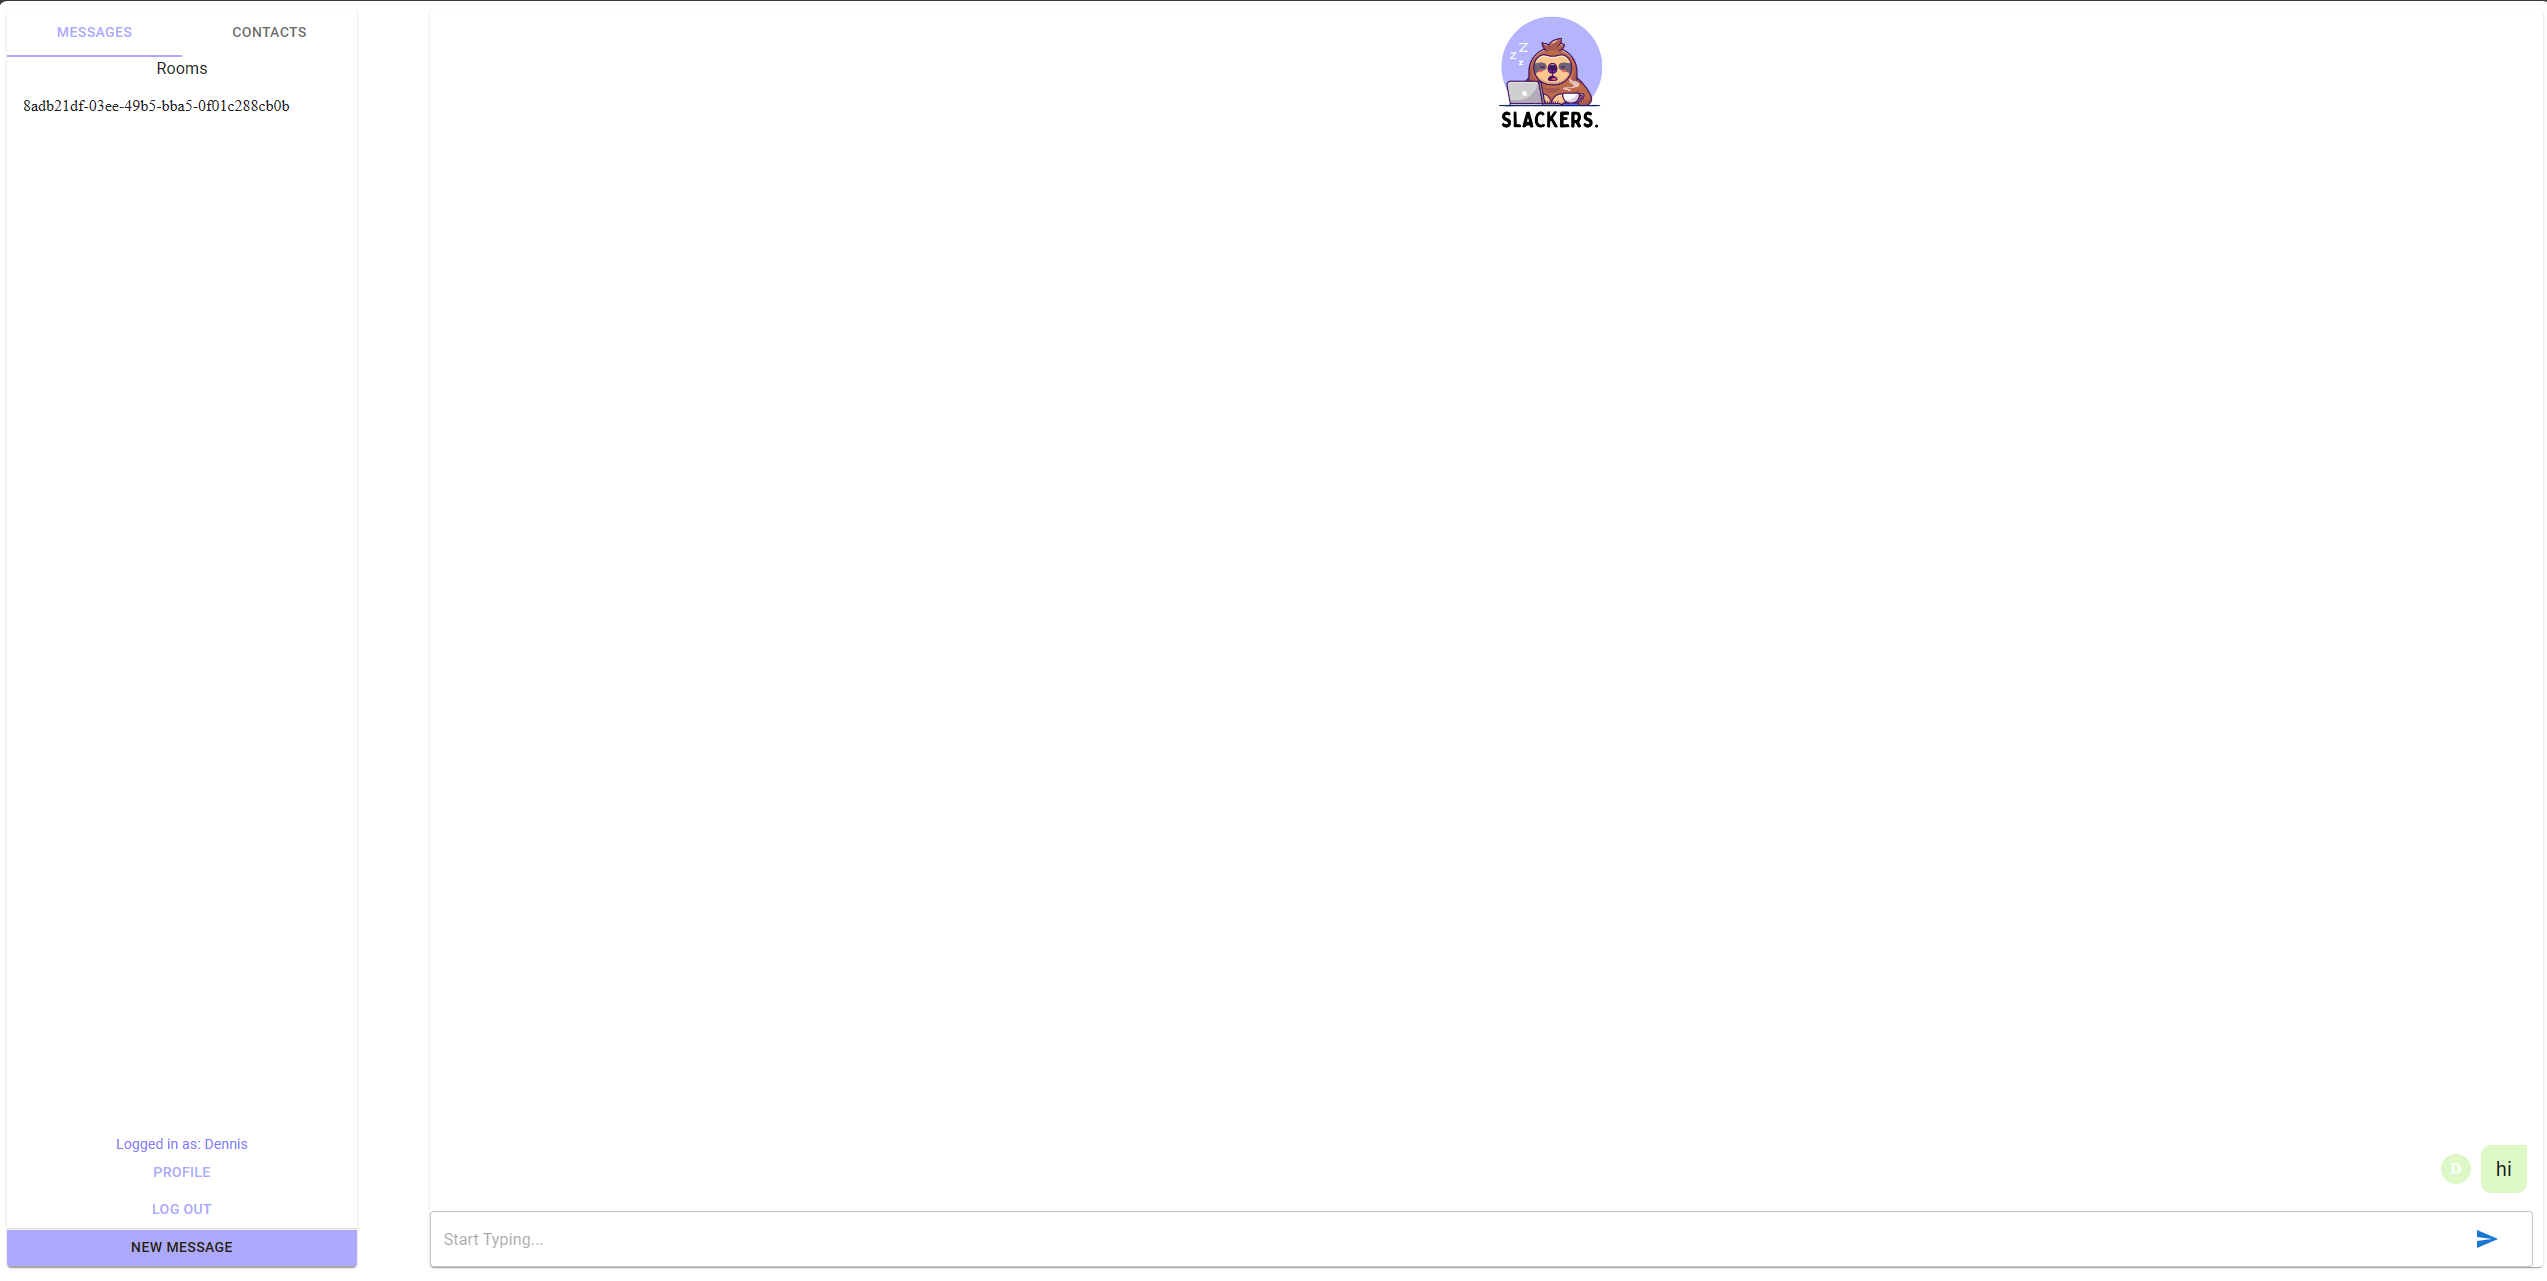 MESSAGES
CONTACTS
Rooms
8adb21df-03ee-49b5-bba5-0f01c288cb0b
Logged in as: Dennis
PROFILE
LOG OUT
NEW MESSAGE
z Z z
SLACKERS.
D
hi
Start Typing...